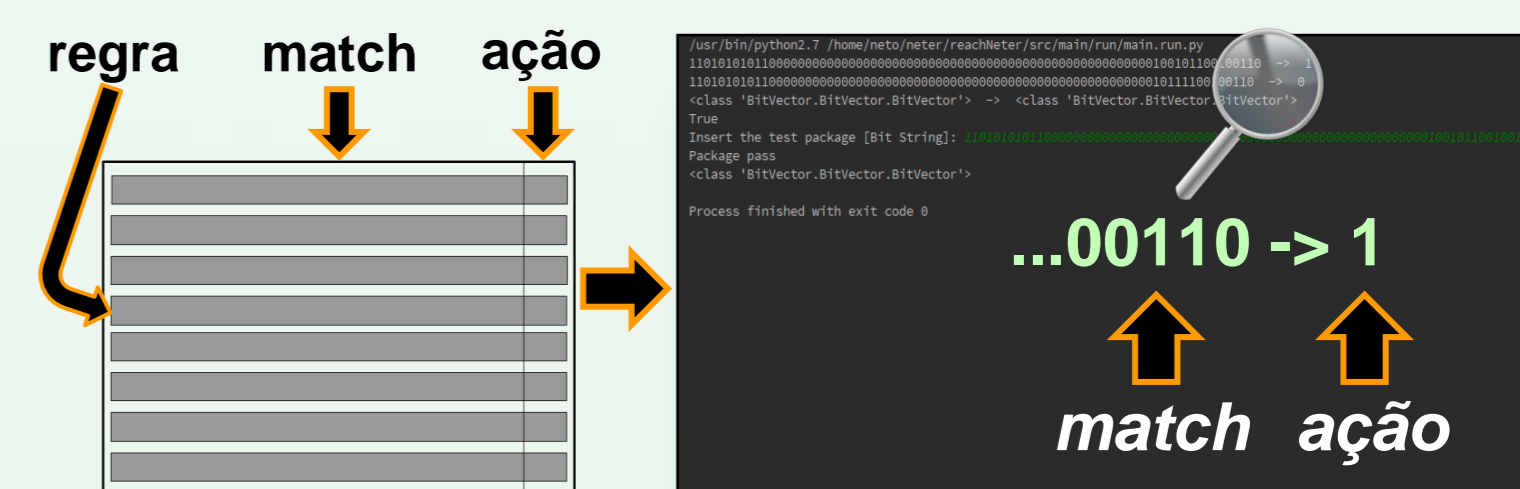 regra match ação
/usr/bin/python2.7 /home/neto/neter/reachNeter/src/main/run/main.run.py
-> 1
-> 0
<class 'BitVector.BitVector.BitVector'> -> <class 'BitVector.BitVector.BitVector'>
True
Insert the test package [Bit String]:
Package pass
<class 'BitVector.BitVector.BitVector'>
Process finished with exit code 0
...00110 -> 1
match ação